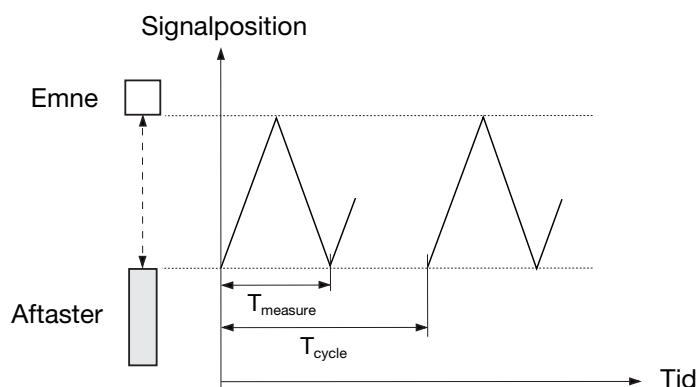 Signalposition
Emne
Aftaster
Tmeasure
Tcycle
Tid